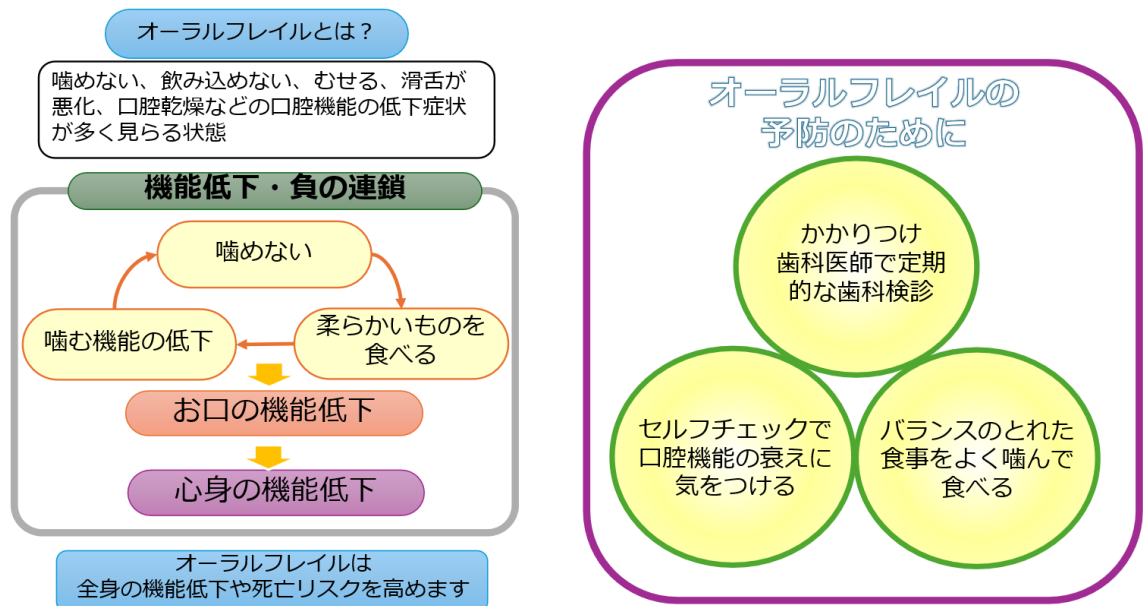 オーラルフレイルとは？
噛めない、飲み込めない、むせる、滑舌が
悪化、口腔乾燥などの口腔機能の低下症状
が多く見らる状態
機能低下・負の連鎖
噛めない
柔らかいものを
食べる
噛む機能の低下
お口の機能低下
心身の機能低下
オーラルフレイルは
全身の機能低下や死亡リスクを高めます
オーラルフレイルの
予防のために
かかりつけ
歯科医師で定期
的な歯科検診
セルフチェックで
口腔機能の衰えに
気をつける
バランスのとれた
食事をよく噛んで
食べる